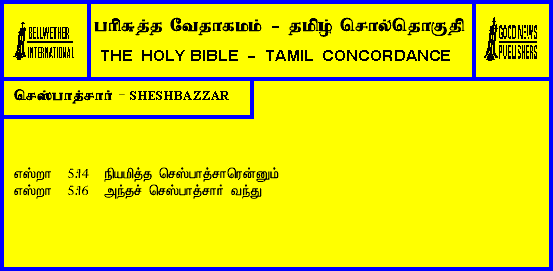 BELLWETHER
INTERNATIONAL
பரிசுத்த வேதாகமம் - தமிழ் சொல்தொகுதி
THE HOLY BIBLE - TAMIL CONCORDANCE
GOOD NEWS
PUBLISHERS
செஸ்பாத்சார் - SHESHBAZZAR
எஸ்றா 5:14 நியமித்த செஸ்பாத்சாரென்னும்
எஸ்றா 5:16 அந்தச் செஸ்பாத்சார் வந்து